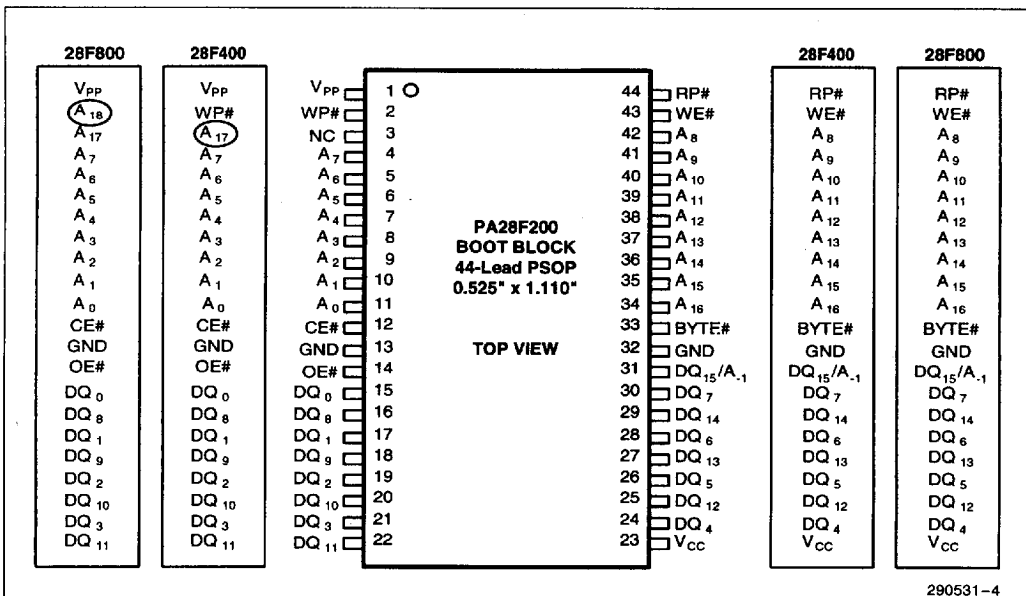 28F800 28F400 28F400 28F800
VPP VPP VPP 1 44 RP# RP# RP#
A18 WP# WP# 2 43 WE# WE# WE#
A17 A17 NC 3 42 A8 A8 A8
A7 A7 A7 4 41 A9 A9 A9
A6 A6 A6 5 40 A10 A10 A10
A5 A5 A5 6 39 A11 A11 A11
A4 A4 A4 7 38 A12 A12 A12
A3 A3 A3 8 37 A13 A13 A13
A2 A2 A2 9 36 A14 A14 A14
A1 A1 A1 10 35 A15 A15 A15
A0 A0 A0 11 34 A16 A16 A16
CE# CE# CE# 12 33 BYTE# BYTE# BYTE#
GND GND GND 13 32 GND GND GND
OE# OE# OE# 14 31 DQ15/A-1 DQ15/A-1 DQ15/A-1
DQ0 DQ0 DQ0 15 30 DQ7 DQ7 DQ7
DQ8 DQ8 DQ8 16 29 DQ14 DQ14 DQ14
DQ1 DQ1 DQ1 17 28 DQ6 DQ6 DQ6
DQ9 DQ9 DQ9 18 27 DQ13 DQ13 DQ13
DQ2 DQ2 DQ2 19 26 DQ5 DQ5 DQ5
DQ10 DQ10 DQ10 20 25 DQ12 DQ12 DQ12
DQ3 DQ3 DQ3 21 24 DQ4 DQ4 DQ4
DQ11 DQ11 DQ11 22 23 VCC VCC VCC
PA28F200
BOOT BLOCK
44-Lead PSOP
0.525" x 1.110"
TOP VIEW
290531-4